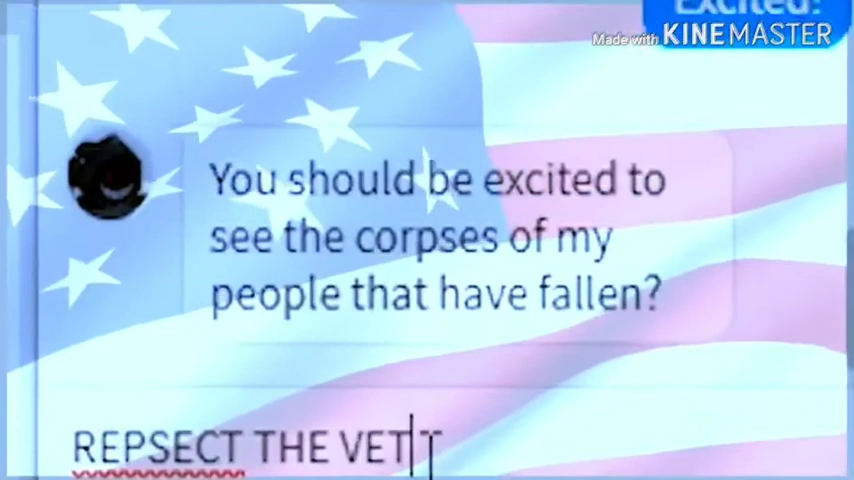 Excited!
Made with KINEMASTER
You should be excited to
see the corpses of my
people that have fallen?
REPSECT THE VET